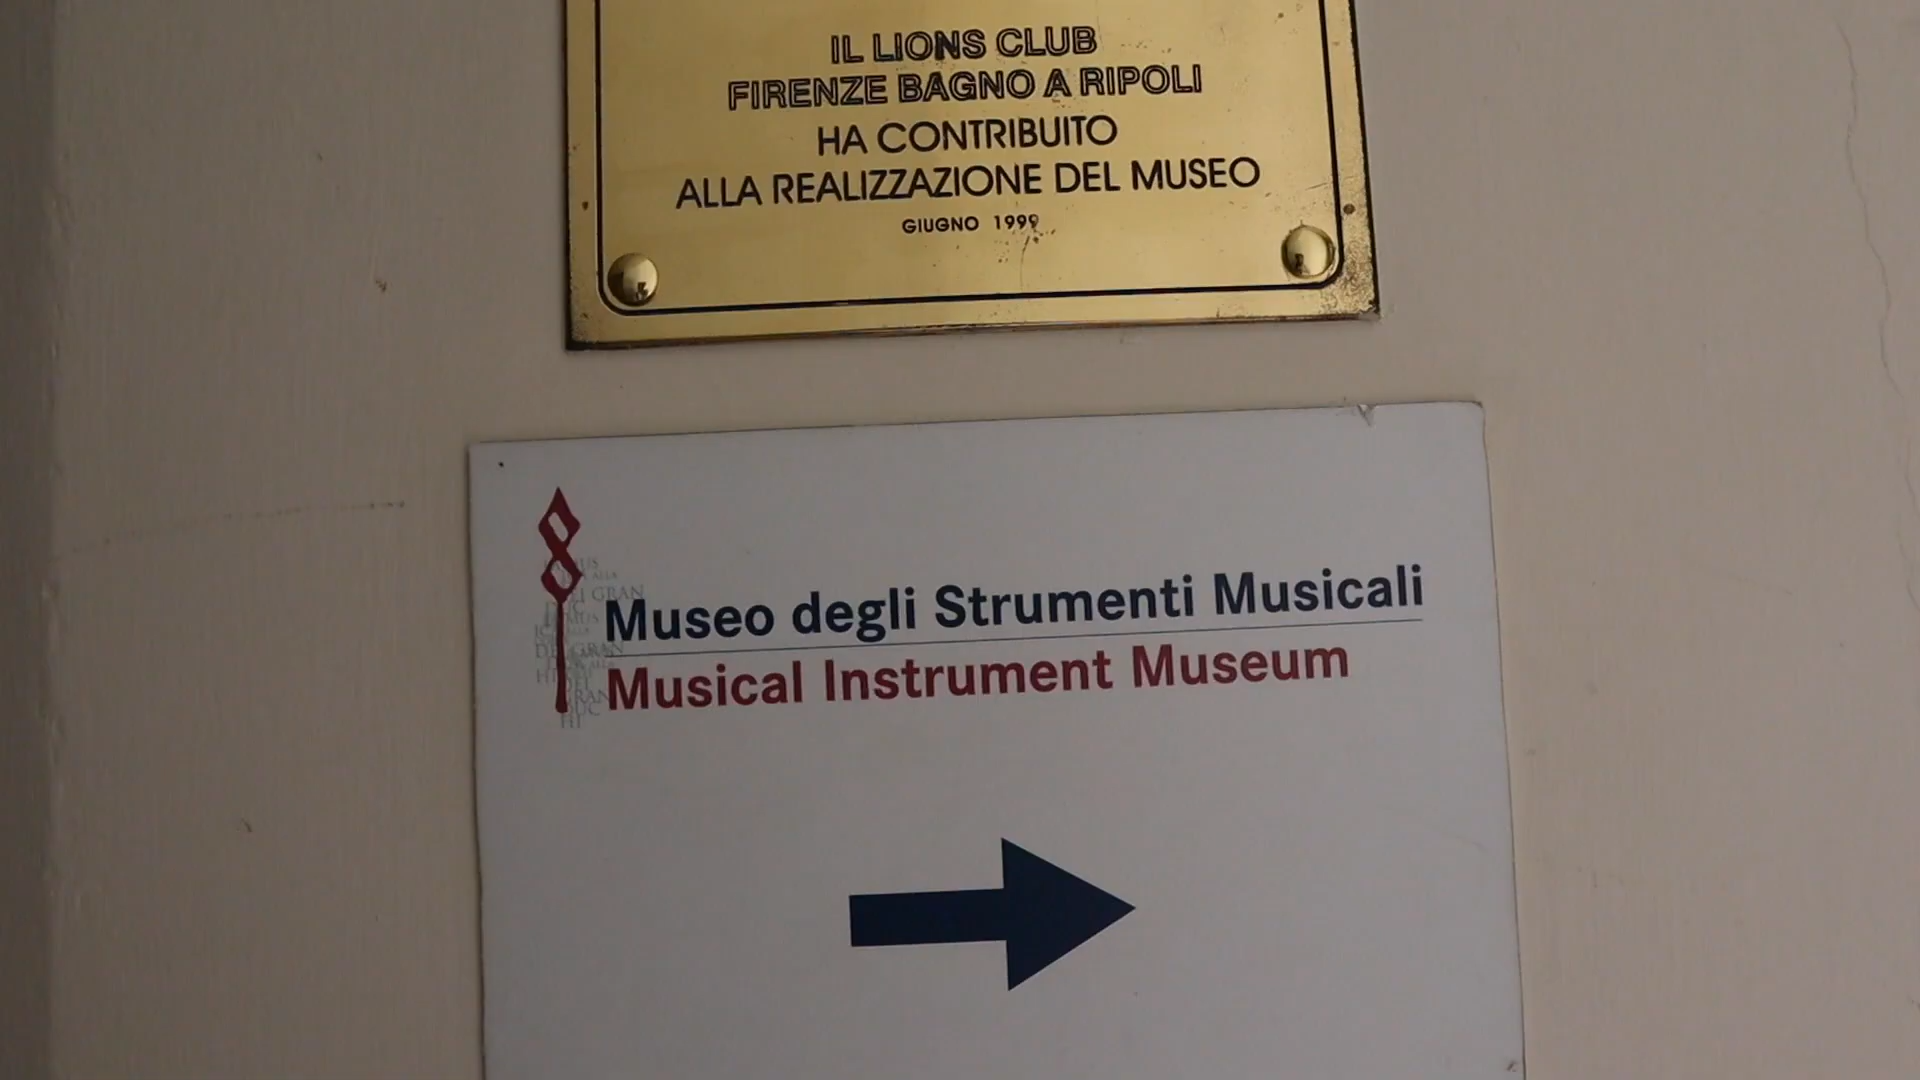 IL LIONS CLUB
FIRENZE BAGNO A RIPOLI
HA CONTRIBUITO
ALLA REALIZZAZIONE DEL MUSEO
GIUGNO 1999
Museo degli Strumenti Musicali
Musical Instrument Museum